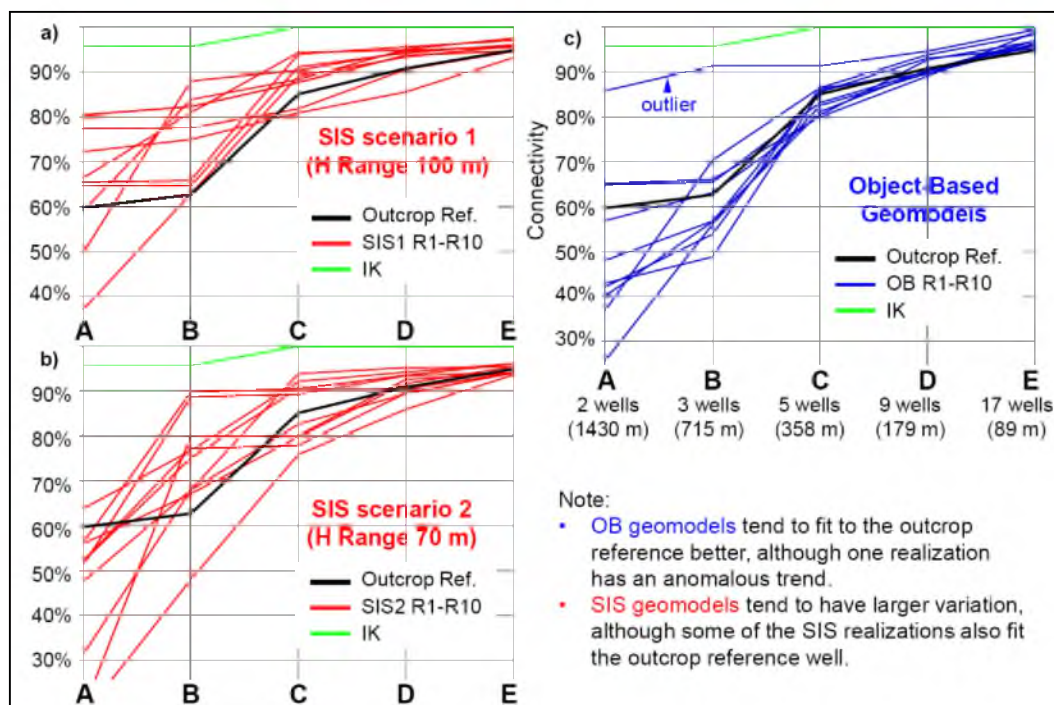 a)
90%
80%
70%
60%
50%
40%
SIS scenario 1
(H Range 100 m)
Outcrop Ref.
SIS1 R1-R10
IK
A B C D E
b)
90%
80%
70%
60%
50%
40%
30%
SIS scenario 2
(H Range 70 m)
Outcrop Ref.
SIS2 R1-R10
IK
A B C D E
c)
Connectivity
90%
80%
70%
60%
50%
40%
30%
outlier
Object-Based
Geomodels
Outcrop Ref.
OB R1-R10
IK
A B C D E
2 wells 3 wells 5 wells 9 wells 17 wells
(1430 m) (715 m) (358 m) (179 m) (89 m)
Note:
• OB geomodels tend to fit to the outcrop
reference better, although one realization
has an anomalous trend.
• SIS geomodels tend to have larger variation,
although some of the SIS realizations also fit
the outcrop reference well.